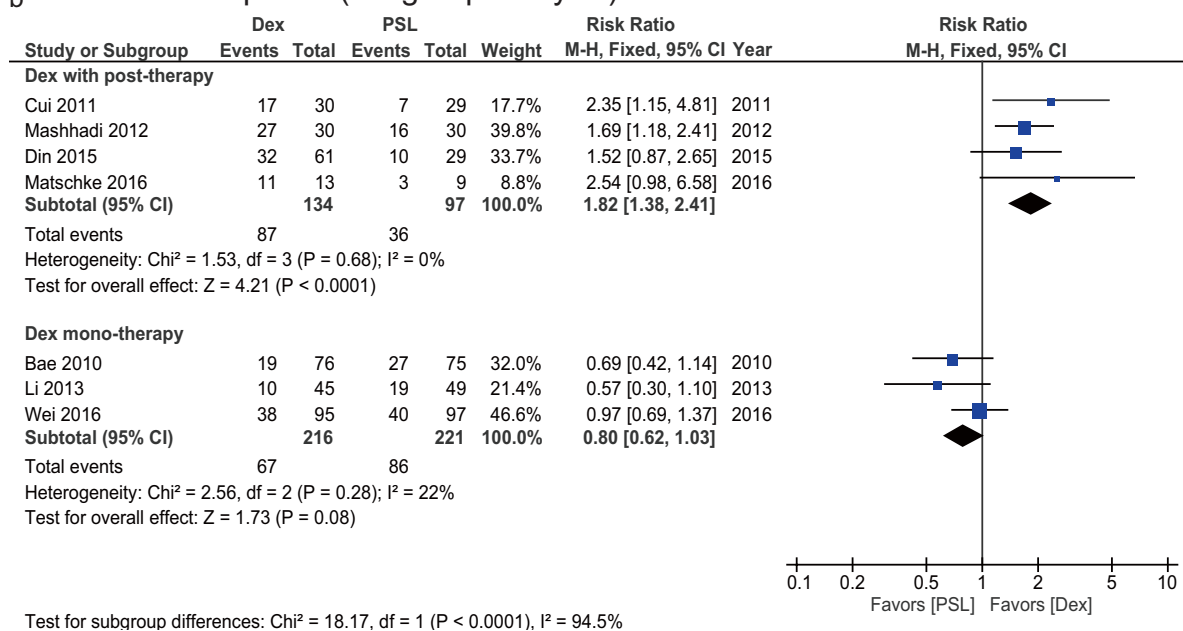 b
Dex PSL Risk Ratio Risk Ratio
Study or Subgroup Events Total Events Total Weight M-H, Fixed, 95% CI Year M-H, Fixed, 95% CI
Dex with post-therapy
Cui 2011 17 30 7 29 17.7% 2.35 [1.15, 4.81] 2011
Mashhadi 2012 27 30 16 30 39.8% 1.69 [1.18, 2.41] 2012
Din 2015 32 61 10 29 33.7% 1.52 [0.87, 2.65] 2015
Matschke 2016 11 13 3 9 8.8% 2.54 [0.98, 6.58] 2016
Subtotal (95% CI) 134 97 100.0% 1.82 [1.38, 2.41]
Total events 87 36
Heterogeneity: Chi² = 1.53, df = 3 (P = 0.68); I² = 0%
Test for overall effect: Z = 4.21 (P < 0.0001)
Dex mono-therapy
Bae 2010 19 76 27 75 32.0% 0.69 [0.42, 1.14] 2010
Li 2013 10 45 19 49 21.4% 0.57 [0.30, 1.10] 2013
Wei 2016 38 95 40 97 46.6% 0.97 [0.69, 1.37] 2016
Subtotal (95% CI) 216 221 100.0% 0.80 [0.62, 1.03]
Total events 67 86
Heterogeneity: Chi² = 2.56, df = 2 (P = 0.28); I² = 22%
Test for overall effect: Z = 1.73 (P = 0.08)
0.1 0.2 0.5 1 2 5 10
Favors [PSL] Favors [Dex]
Test for subgroup differences: Chi² = 18.17, df = 1 (P < 0.0001), I² = 94.5%